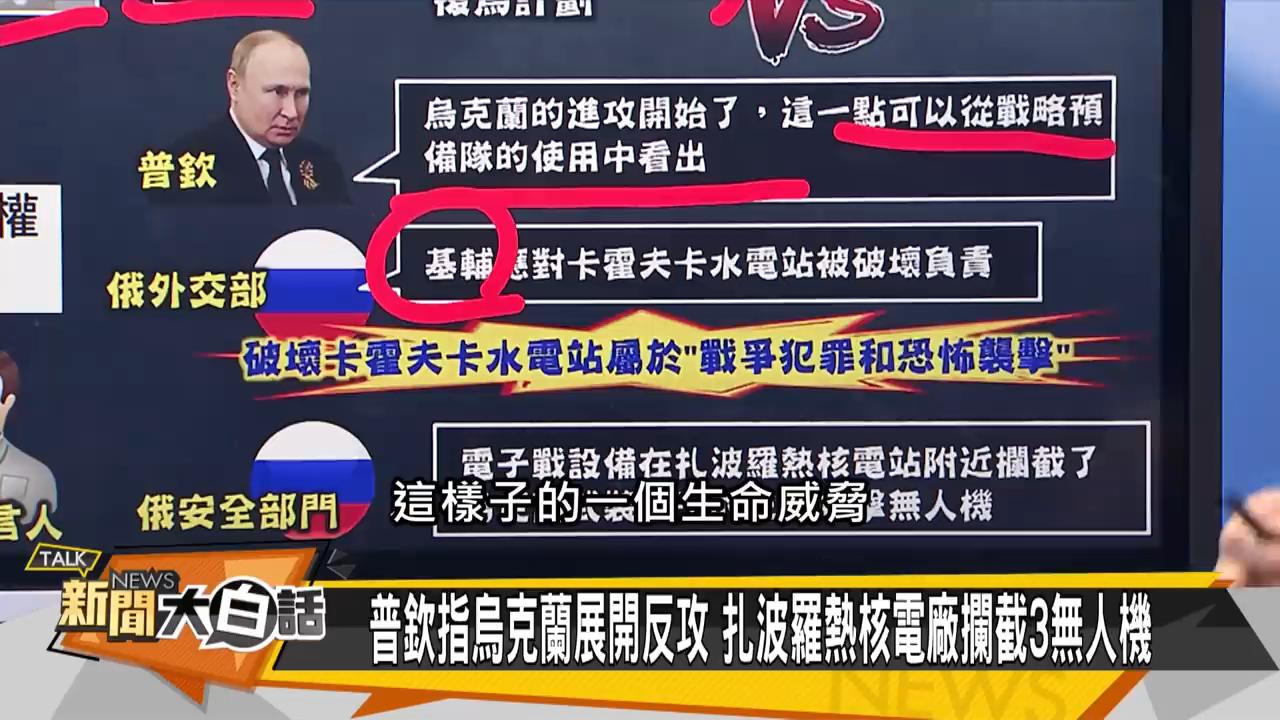 援烏計劃
VS
烏克蘭的進攻開始了，這一點可以從戰略預
備隊的使用中看出
普欽
權
基輔應對卡霍夫卡水電站被破壞負責
俄外交部
破壞卡霍夫卡水電站屬於"戰爭犯罪和恐怖襲擊"
電子戰設備在扎波羅熱核電站附近攔截了
擊無人機
俄安全部門
言人
這樣子的一個生命威脅
TALK
NEWS
新聞大白話
普欽指烏克蘭展開反攻 扎波羅熱核電廠攔截3無人機
NEWS